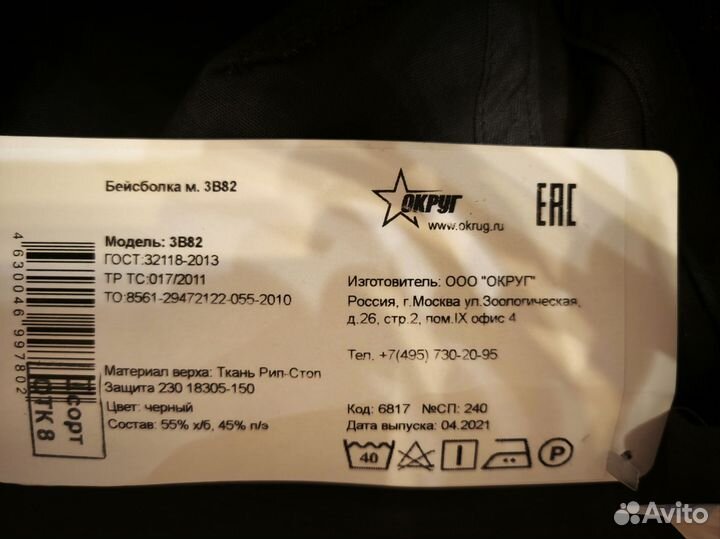 Бейсболка м. 3В82
ОКРУГ
www.okrug.ru
ЕАС
Модель: 3В82
ГОСТ:32118-2013
ТР ТС:017/2011
ТО:8561-29472122-055-2010
Изготовитель: ООО "ОКРУГ"
Россия, г.Москва ул.Зоологическая,
д.26, стр.2, пом.IX офис 4
Тел. +7(495) 730-20-95
4630046997802
Материал верха: Ткань Рип-Стоп
Защита 230 18305-150
Цвет: черный
Состав: 55% х/б, 45% п/э
Код: 6817 №СП: 240
Дата выпуска: 04.2021
40
P
сорт
ОТК 8
Avito